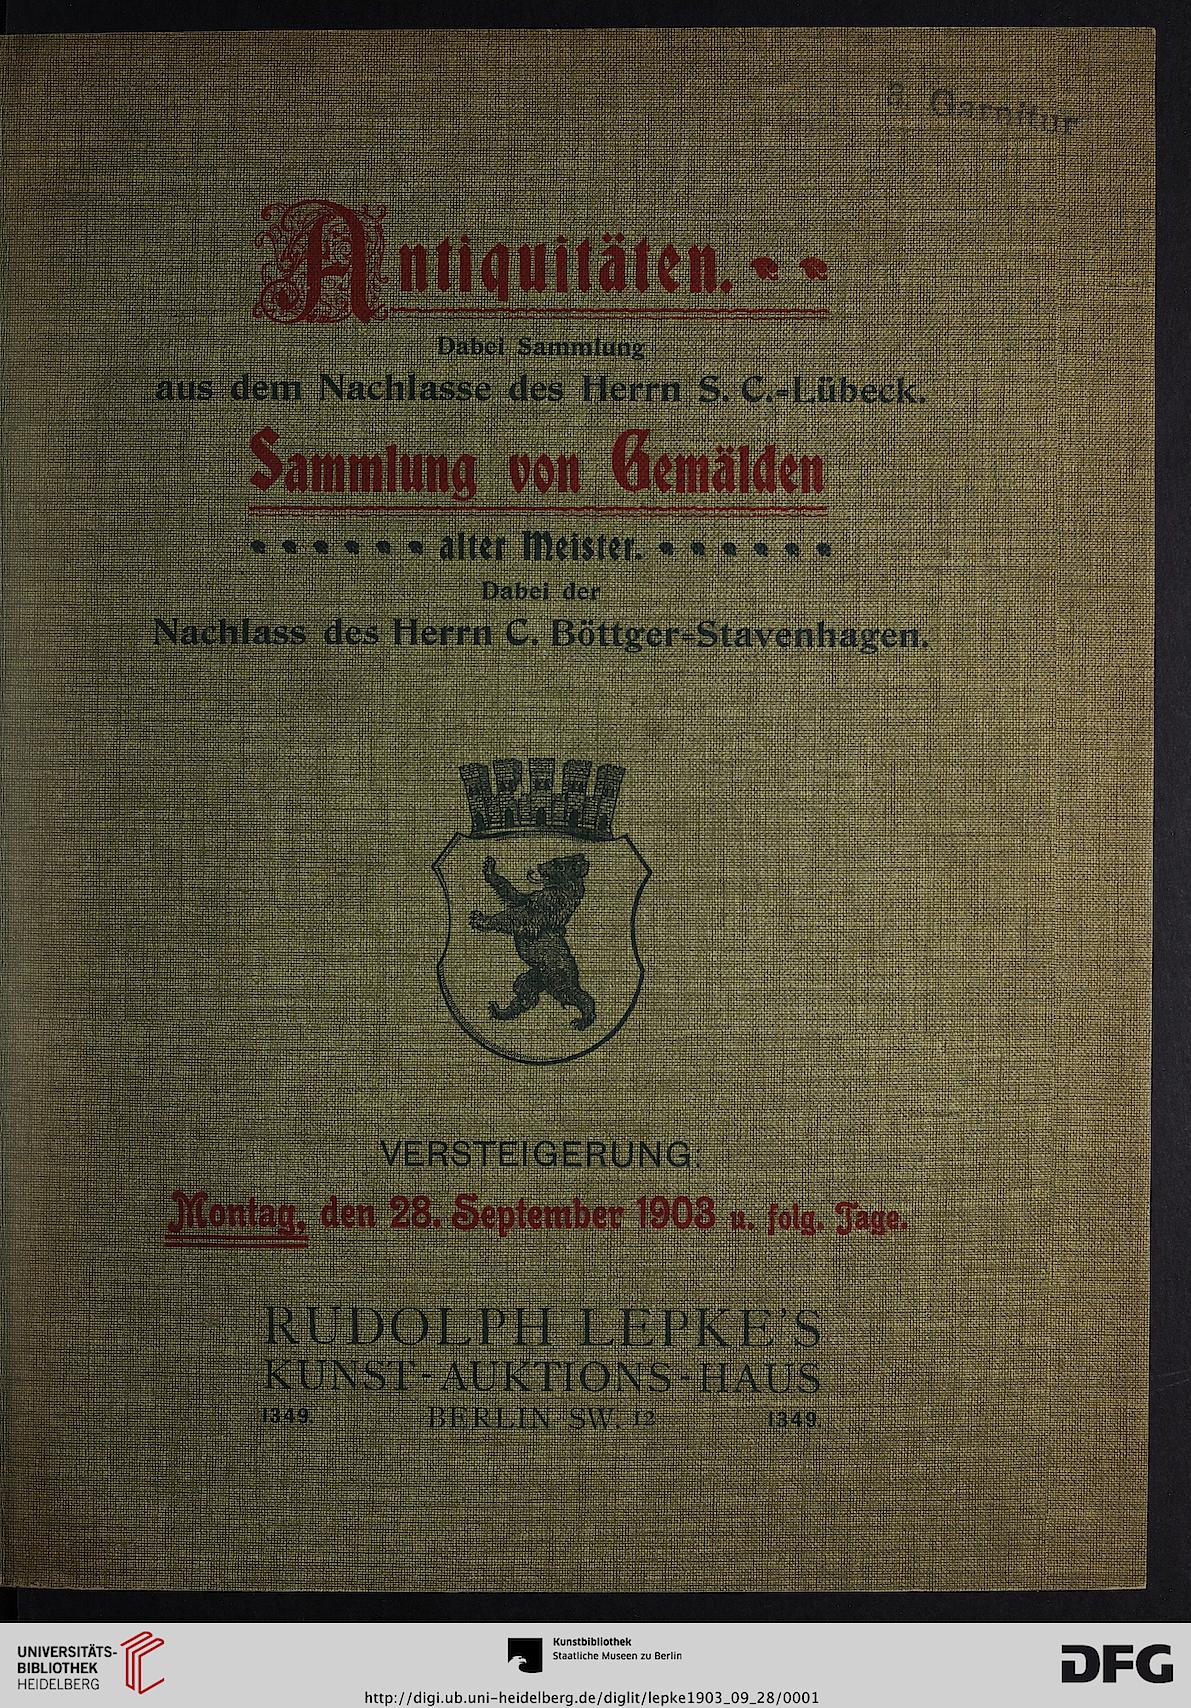 3. Garnitur
Antiquitäten.
Dabei Sammlung
aus dem Nachlasse des Herrn S. C.-Lübeck.
Sammlung von Gemälden
alter Meister.
Dabei der
Nachlass des Herrn C. Böttger-Stavenhagen.
VERSTEIGERUNG:
Montag, den 28. September 1903 u. folg. Tage.
RUDOLPH LEPKE'S
KUNST-AUKTIONS-HAUS
1349. BERLIN SW. 12 1349.
UNIVERSITÄTS-
BIBLIOTHEK
HEIDELBERG
Kunstbibliothek
Staatliche Museen zu Berlin
DFG
http://digi.ub.uni-heidelberg.de/diglit/lepke1903_09_28/0001